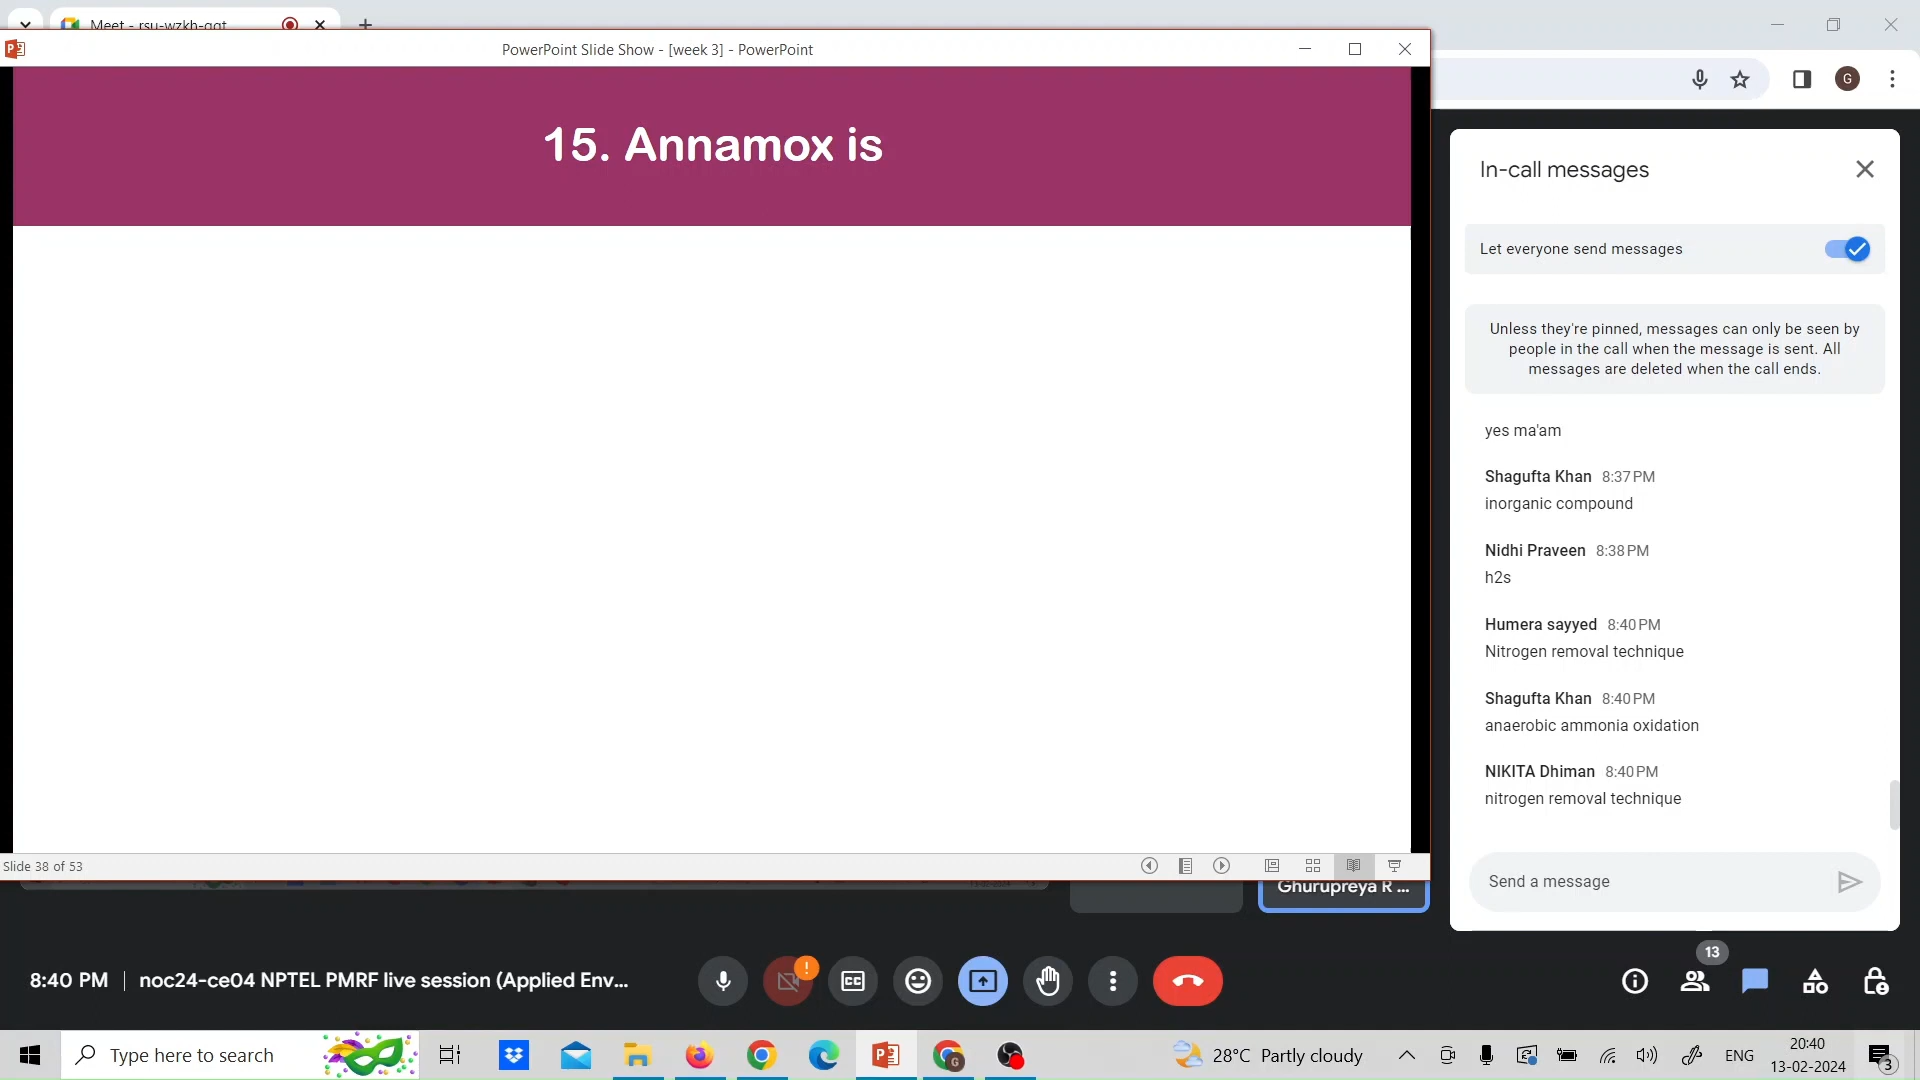 Meet - rsu-wzkh-qqt
PowerPoint Slide Show - [week 3] - PowerPoint
G
15. Annamox is
In-call messages
Let everyone send messages
Unless they're pinned, messages can only be seen by
people in the call when the message is sent. All
messages are deleted when the call ends.
yes ma'am
Shagufta Khan 8:37 PM
inorganic compound
Nidhi Praveen 8:38 PM
h2s
Humera sayyed 8:40 PM
Nitrogen removal technique
Shagufta Khan 8:40 PM
anaerobic ammonia oxidation
NIKITA Dhiman 8:40 PM
nitrogen removal technique
Send a message
Slide 38 of 53
Ghurupreya R ...
8:40 PM | noc24-ce04 NPTEL PMRF live session (Applied Env...
13
Type here to search
28°C Partly cloudy
ENG
20:40
13-02-2024
3